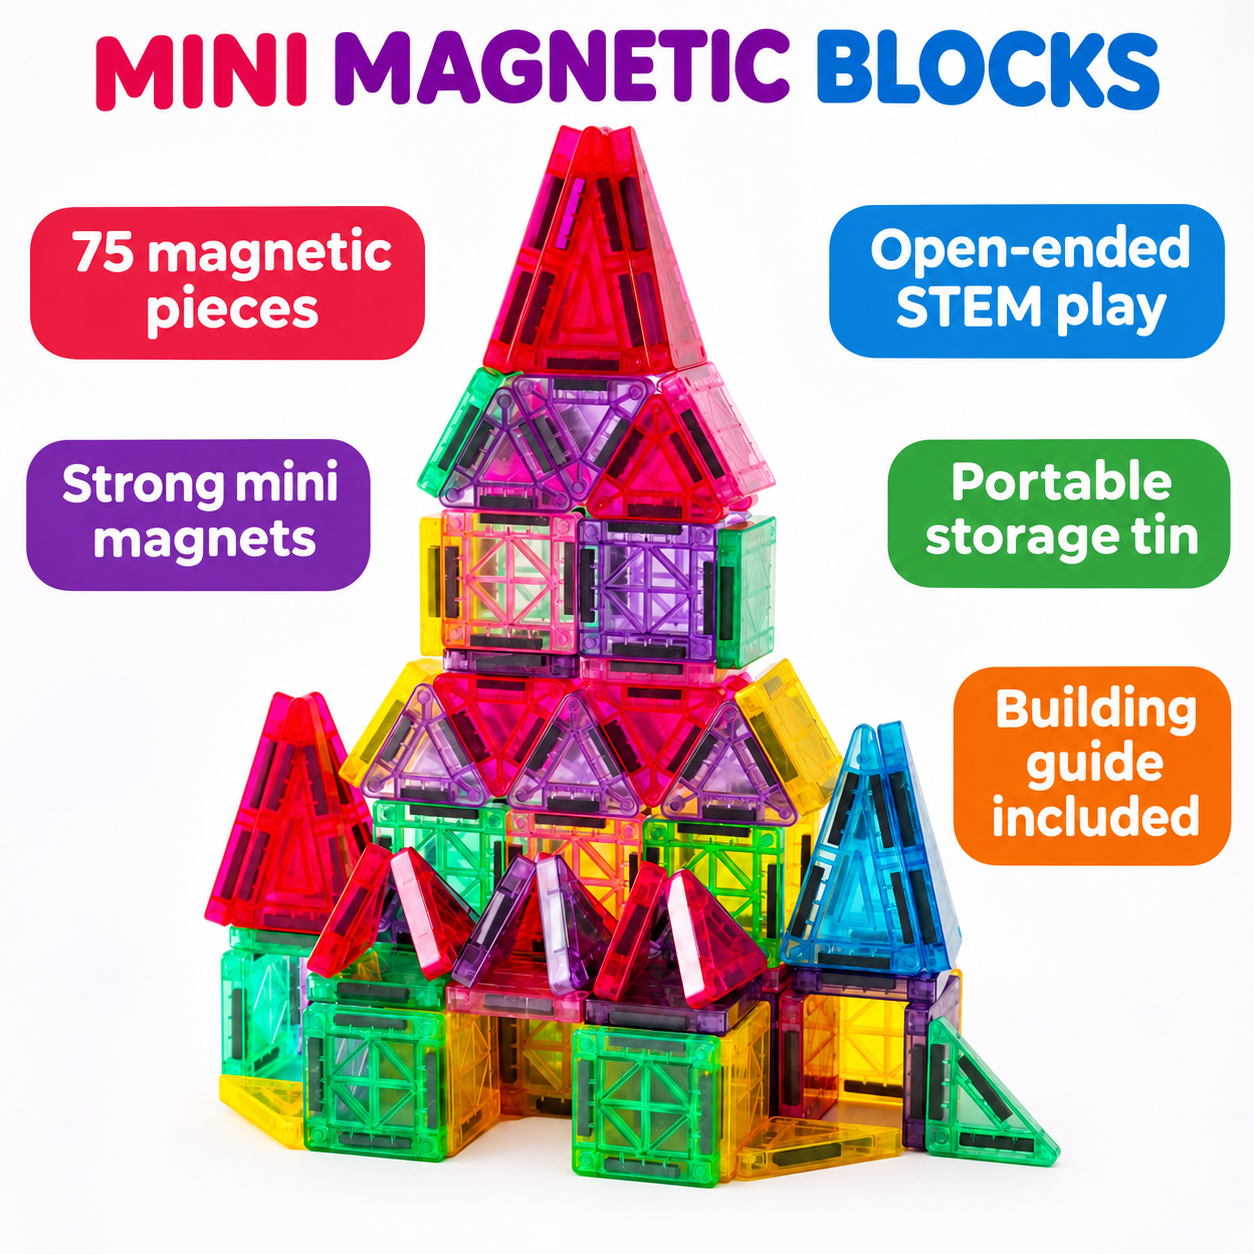 MINI MAGNETIC BLOCKS
75 magnetic
pieces
Open-ended
STEM play
Strong mini
magnets
Portable
storage tin
Building
guide
included